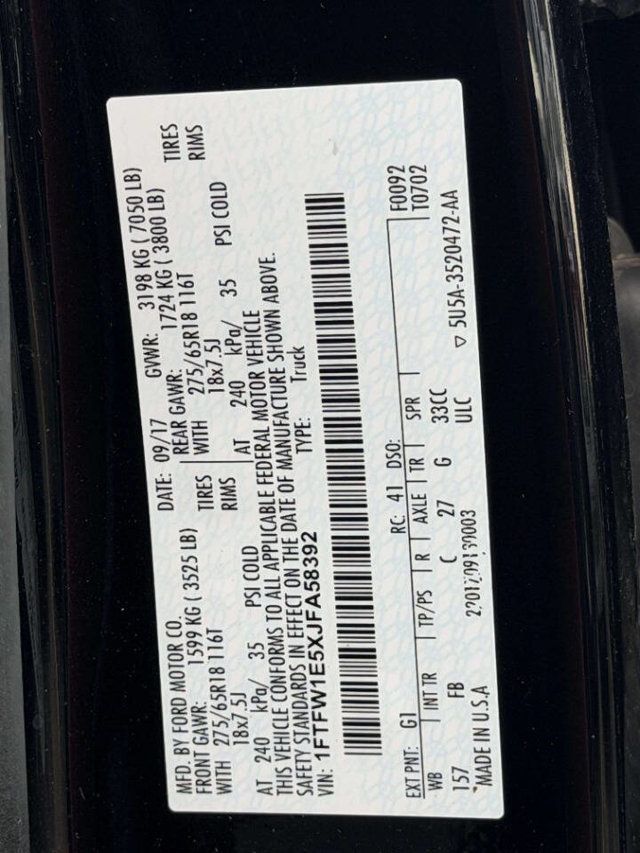 MFD. BY FORD MOTOR CO.
DATE: 09/17 GVWR: 3198 KG ( 7050 LB)
FRONT GAWR: 1599 KG ( 3525 LB) REAR GAWR: 1724 KG ( 3800 LB)
WITH 275/65R18 116T TIRES WITH 275/65R18 116T TIRES
18x7.5J RIMS 18x7.5J RIMS
AT 240 kPa/ 35 PSI COLD AT 240 kPa/ 35 PSI COLD
THIS VEHICLE CONFORMS TO ALL APPLICABLE FEDERAL MOTOR VEHICLE
SAFETY STANDARDS IN EFFECT ON THE DATE OF MANUFACTURE SHOWN ABOVE.
VIN: 1FTFW1E5XJFA58392 TYPE: Truck
EXT PNT: G1 RC: 41 DSO: F0092
WB INT TR TP/PS R AXLE TR SPR T0702
157 FB C 27 G 33CC
ULC
MADE IN U.S.A ▽ 5U5A-3520472-AA